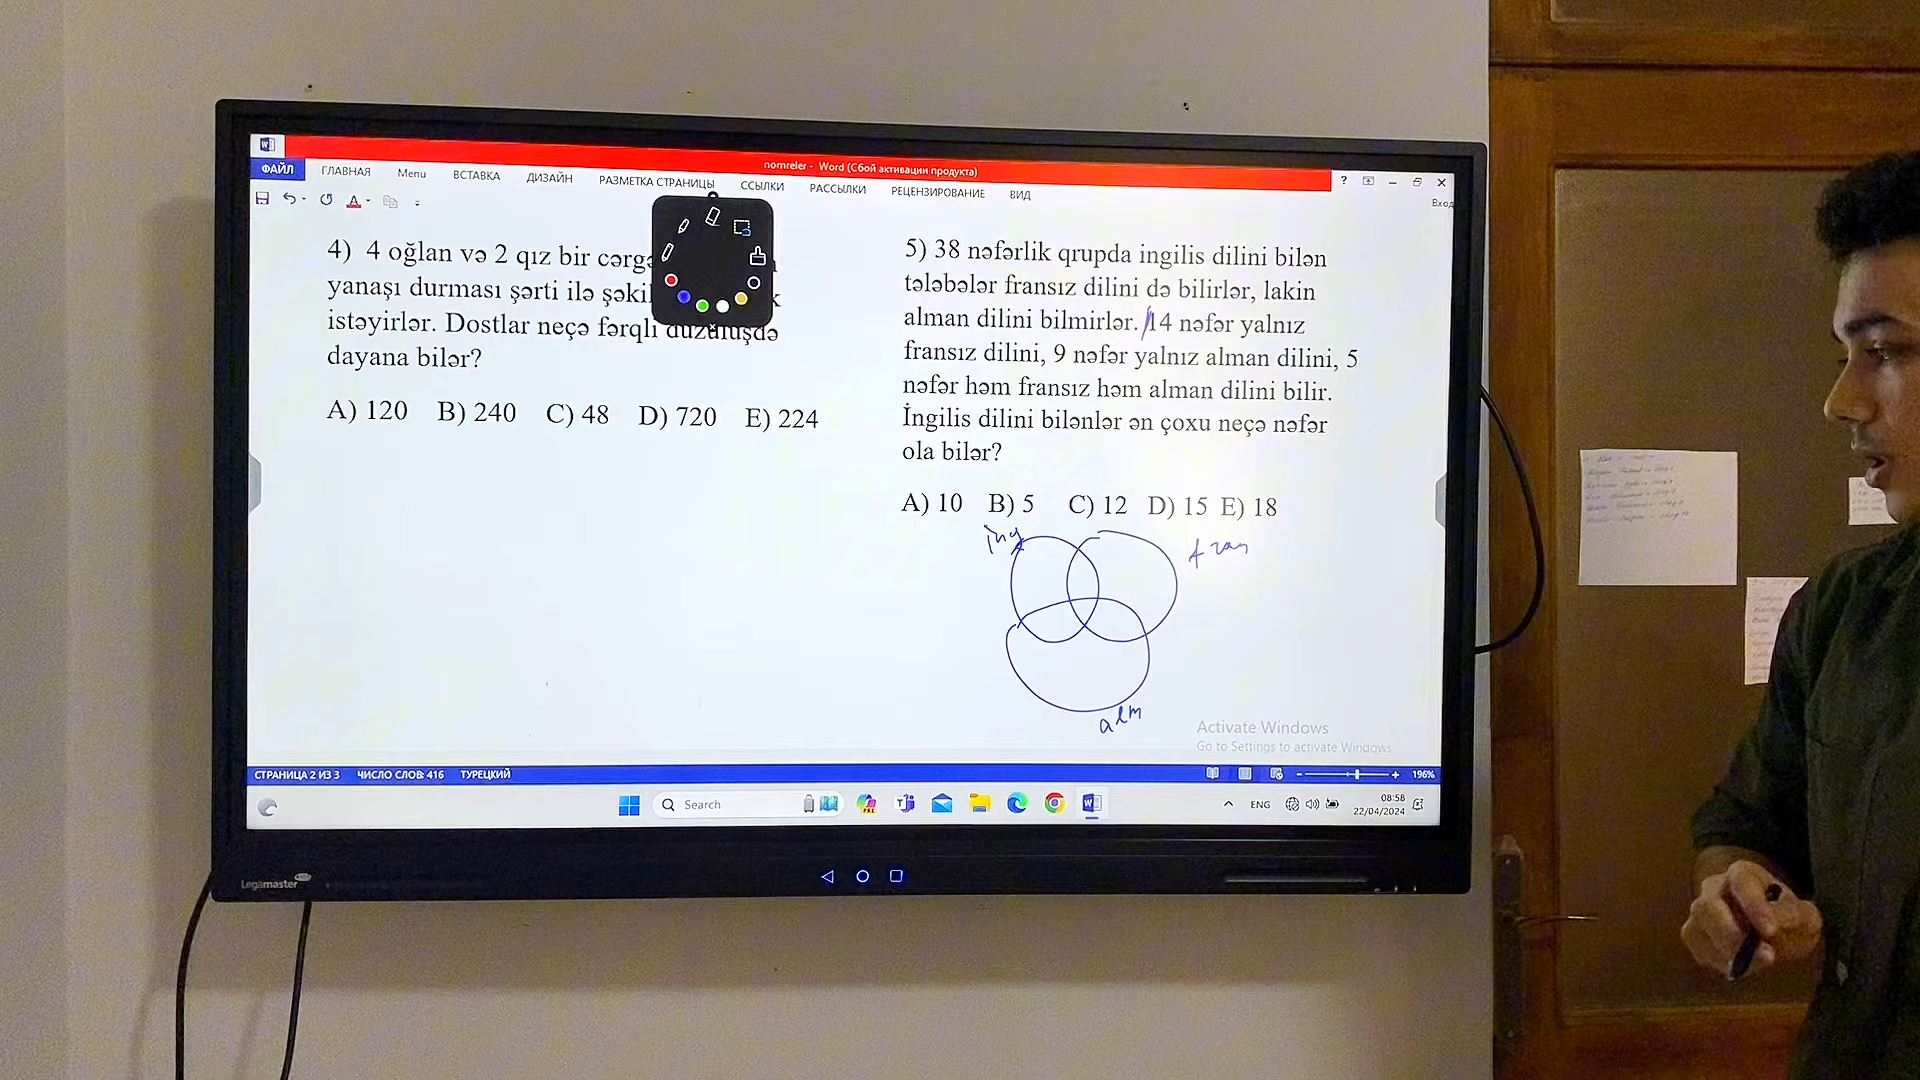 nomreler - Word (Сбой активации продукта)
ФАЙЛ ГЛАВНАЯ Menu ВСТАВКА ДИЗАЙН РАЗМЕТКА СТРАНИЦЫ ССЫЛКИ РАССЫЛКИ РЕЦЕНЗИРОВАНИЕ ВИД
Вход
4) 4 oğlan və 2 qız bir cərgə
yanaşı durması şərti ilə şəkil
istəyirlər. Dostlar neçə fərqli düzülüşdə
dayana bilər?
A) 120 B) 240 C) 48 D) 720 E) 224
5) 38 nəfərlik qrupda ingilis dilini bilən
tələbələr fransız dilini də bilirlər, lakin
alman dilini bilmirlər. 14 nəfər yalnız
fransız dilini, 9 nəfər yalnız alman dilini, 5
nəfər həm fransız həm alman dilini bilir.
İngilis dilini bilənlər ən çoxu neçə nəfər
ola bilər?
A) 10 B) 5 C) 12 D) 15 E) 18
ing
fran
alm
Activate Windows
Go to Settings to activate Windows.
СТРАНИЦА 2 ИЗ 3 ЧИСЛО СЛОВ: 416 ТУРЕЦКИЙ
196%
Search
ENG
08:58
22/04/2024
Legamaster